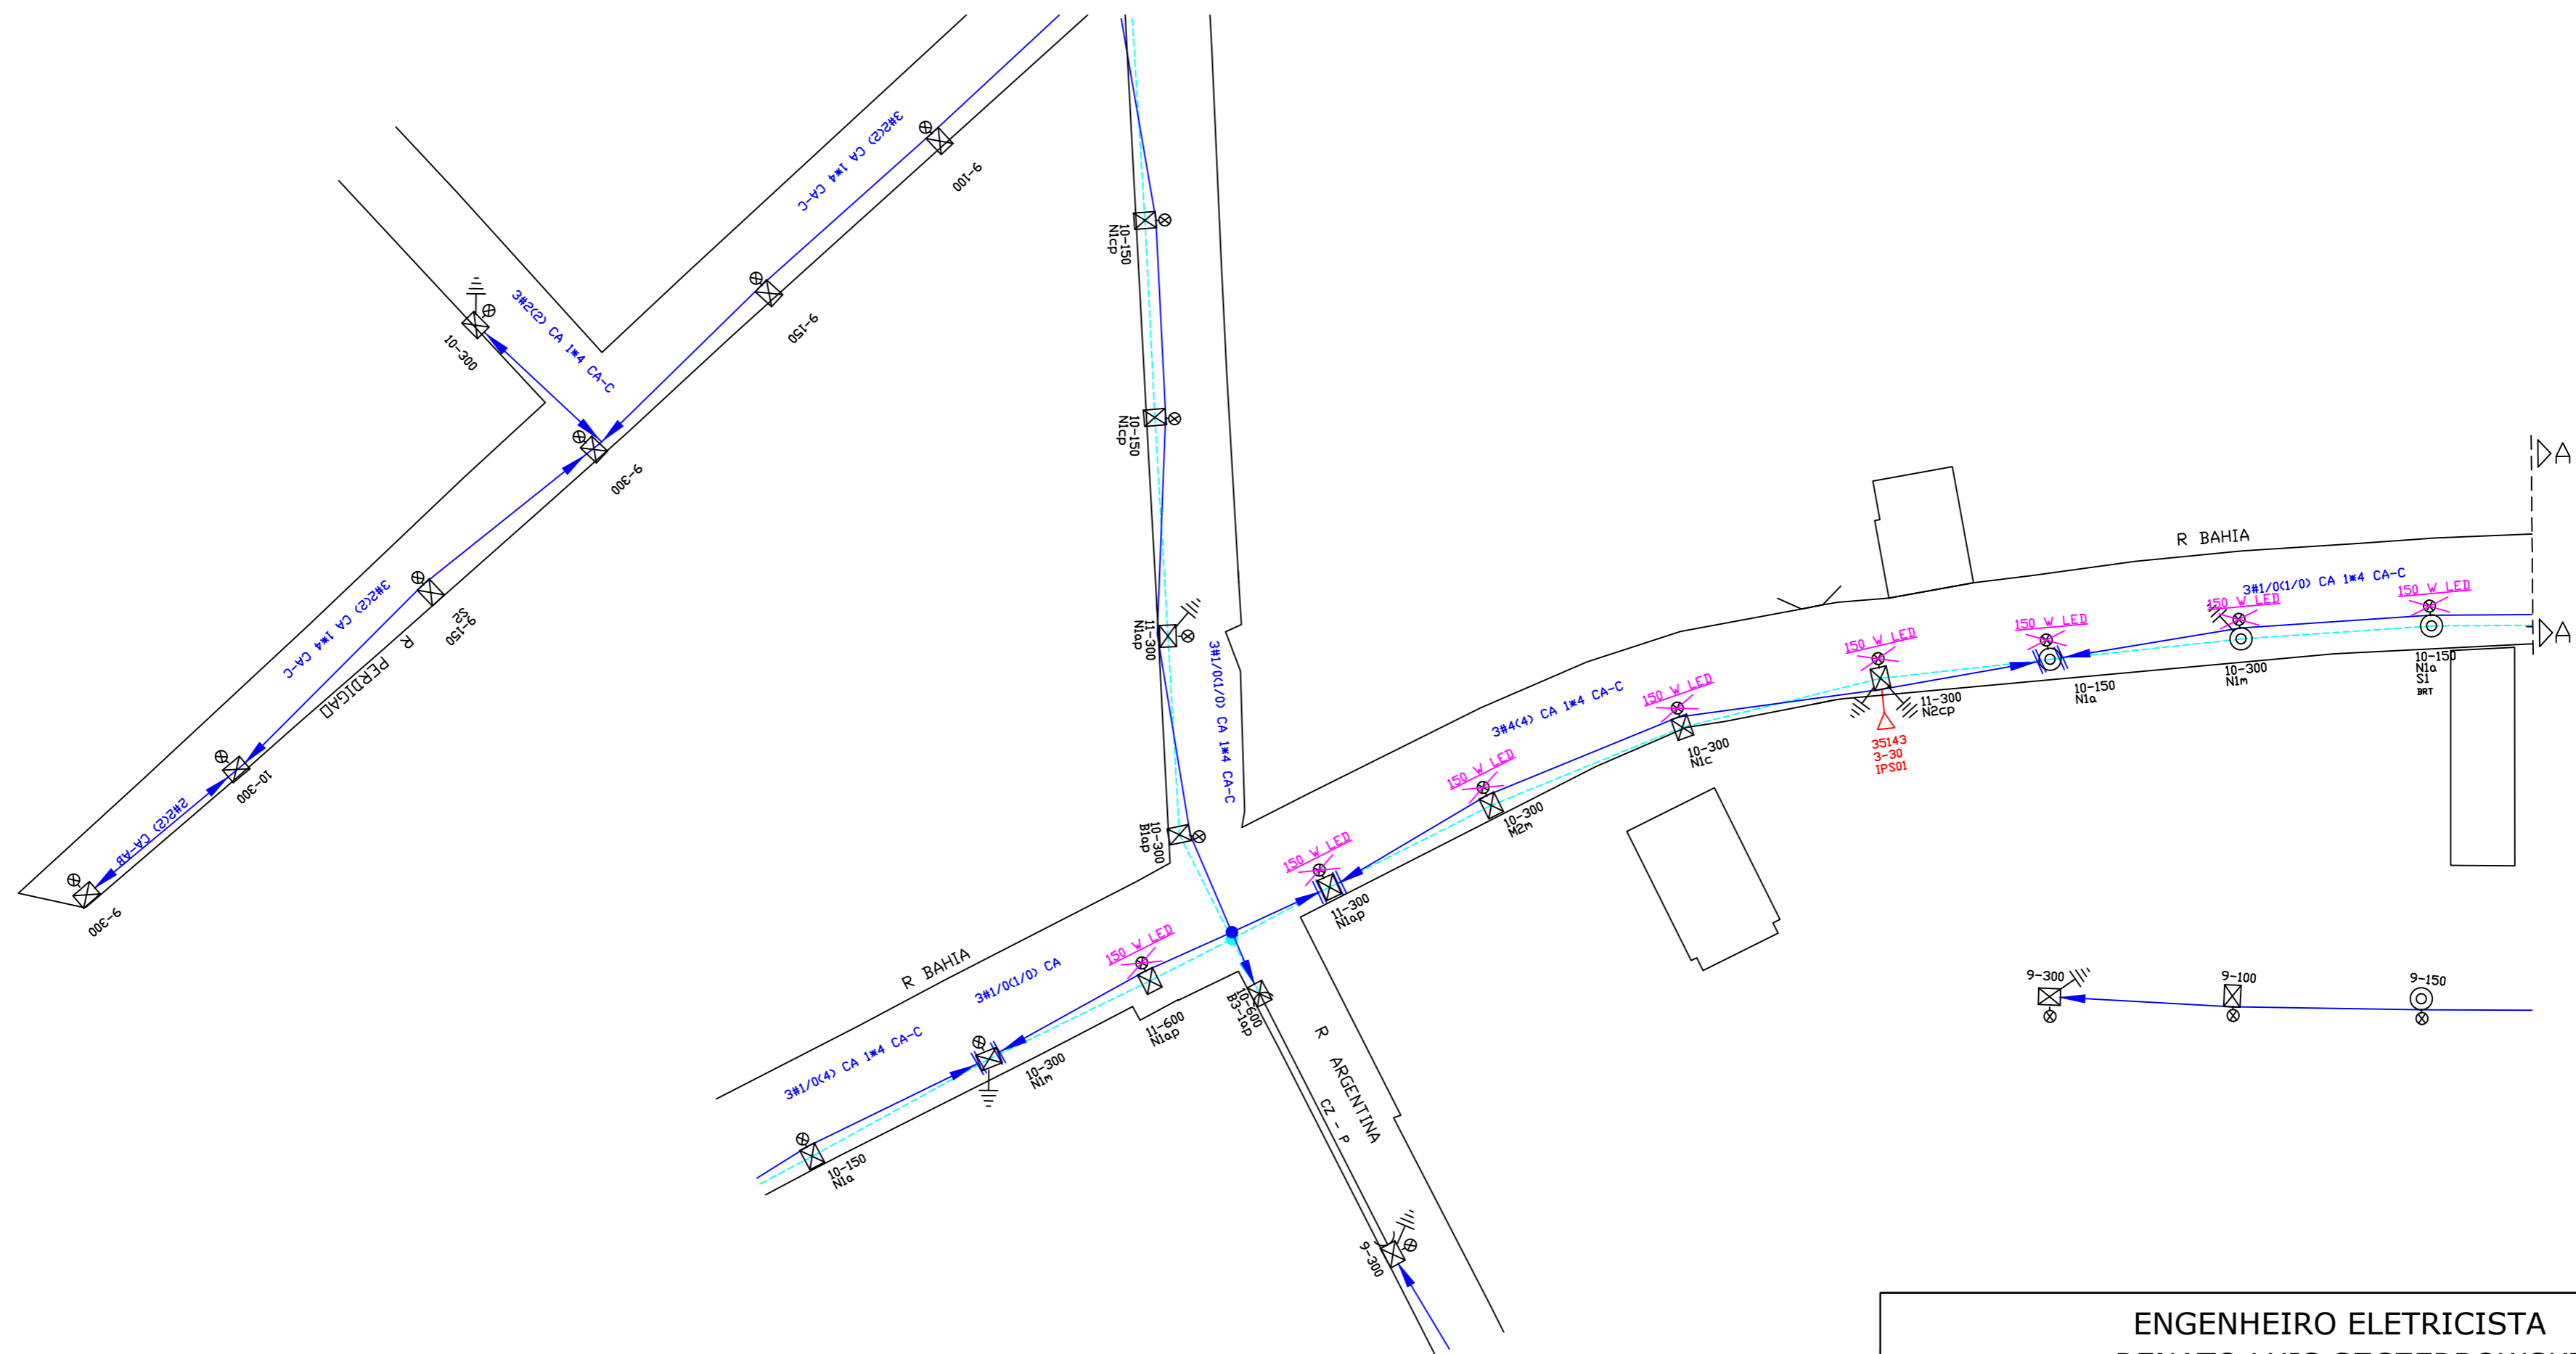 3#2(2) CA 1*4 CA-C
9-100
9-150
3#2(2) CA 1*4 CA-C
10-300
9-300
3#2(2) CA 1*4 CA-C
9-150
S2
R PERDIGAO
10-300
2#2(2) CA-AB
9-300
10-150
N1cp
10-150
N1cp
11-300
N1ap
3#1/0(1/0) CA 1*4 CA-C
10-300
B1ap
R BAHIA
3#1/0(1/0) CA 1*4 CA-C
150 W LED
150 W LED
150 W LED
150 W LED
150 W LED
150 W LED
150 W LED
150 W LED
10-150
N1a
S1
BRT
10-300
N1m
10-150
N1a
11-300
N2cp
35143
3-30
IPS01
3#4(4) CA 1*4 CA-C
10-300
N1c
10-300
M2m
11-300
N1ap
R BAHIA
3#1/0(1/0) CA
150 W LED
11-600
N1ap
10-600
B3-1ap
3#1/0(4) CA 1*4 CA-C
10-300
N1m
10-150
N1a
R ARGENTINA
CZ - P
9-300
9-300
9-100
9-150
A
A
ENGENHEIRO ELETRICISTA